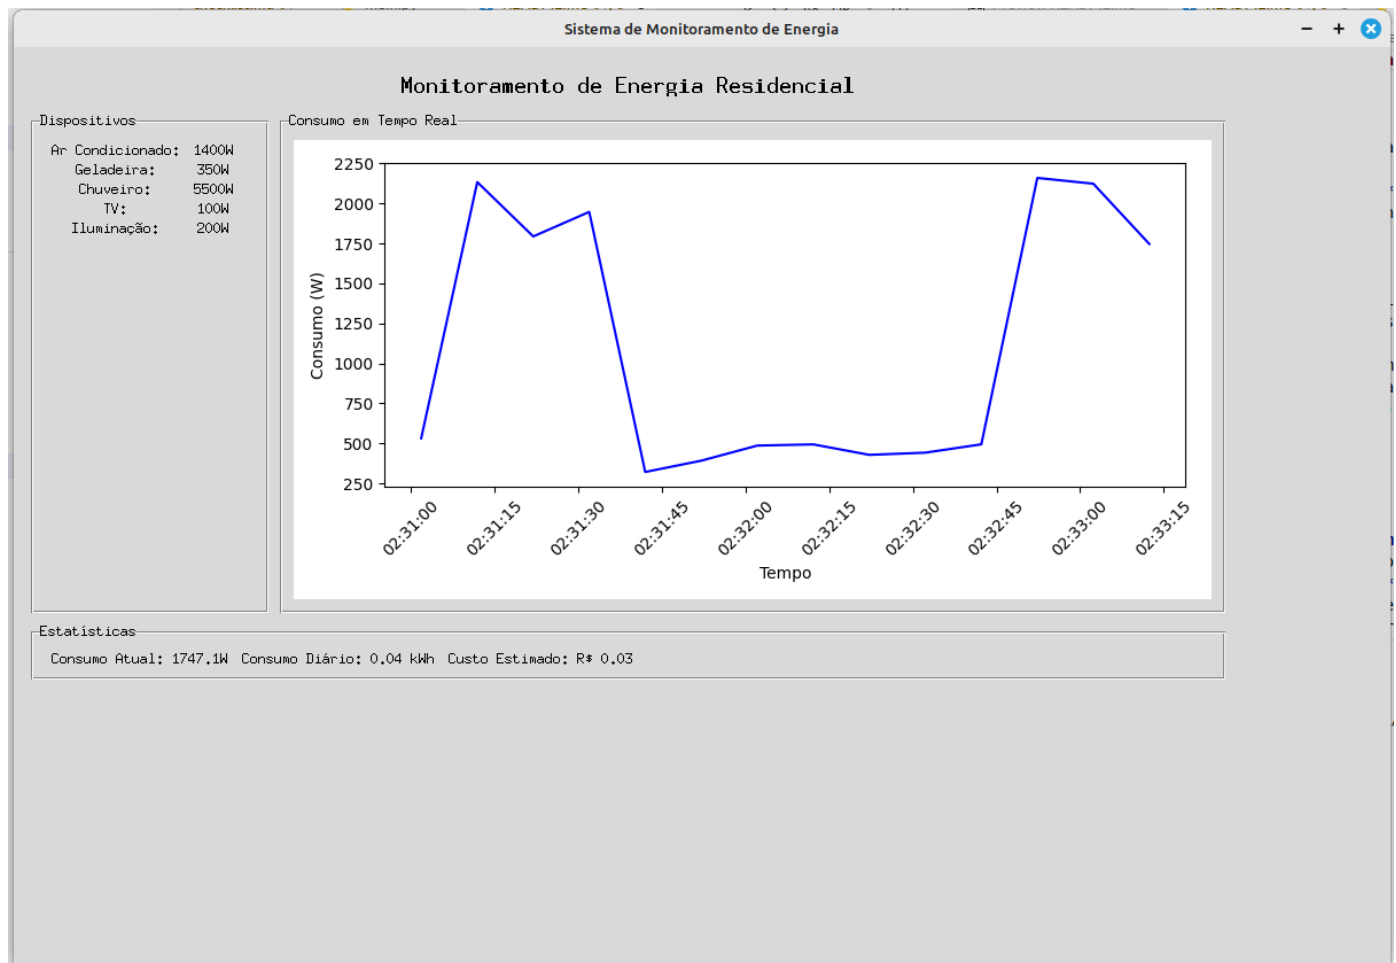 Sistema de Monitoramento de Energia
Monitoramento de Energia Residencial
Dispositivos
Ar Condicionado: 1400W
Geladeira: 350W
Chuveiro: 5500W
TV: 100W
Iluminação: 200W
Consumo em Tempo Real
2250
2000
1750
1500
1250
1000
750
500
250
Consumo (W)
02:31:00 02:31:15 02:31:30 02:31:45 02:32:00 02:32:15 02:32:30 02:32:45 02:33:00 02:33:15
Tempo
Estatísticas
Consumo Atual: 1747.1W Consumo Diário: 0.04 kWh Custo Estimado: R$ 0.03